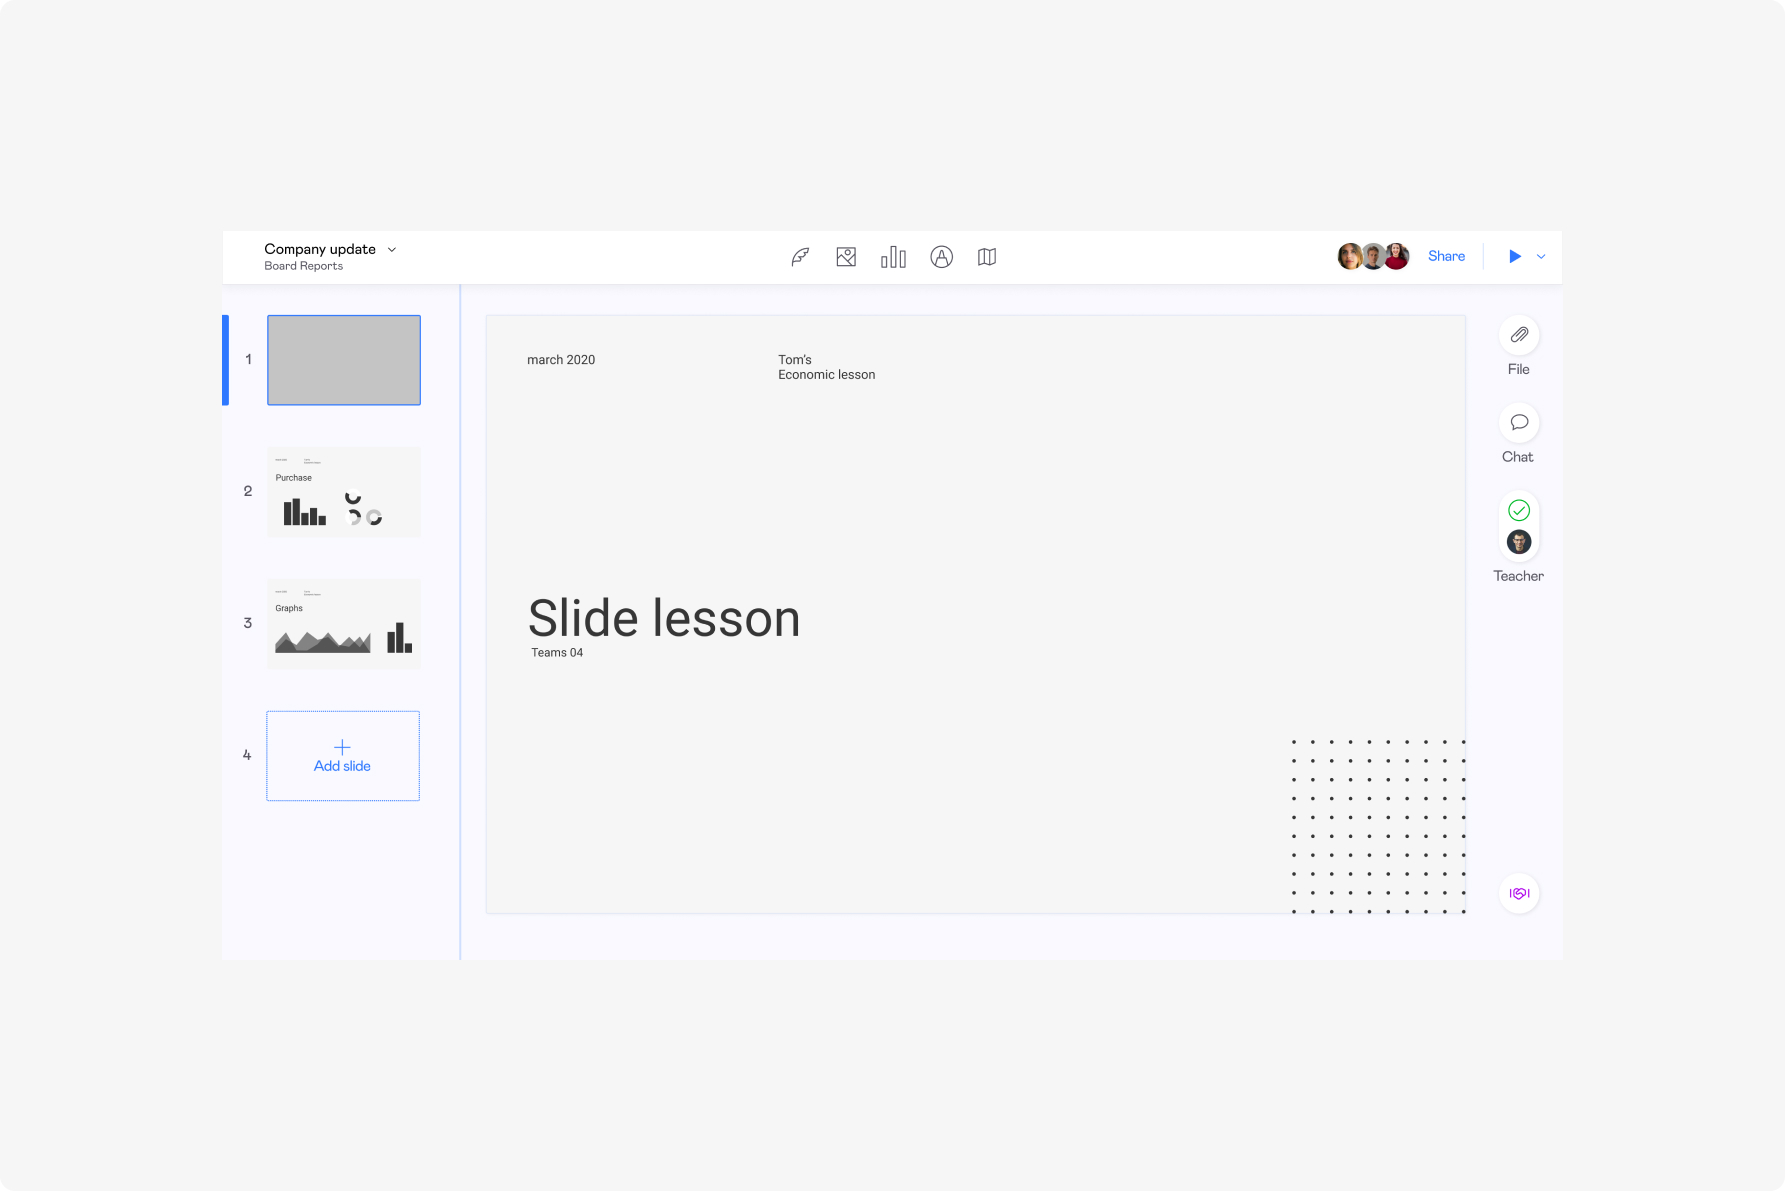 Company update
Board Reports
Share
1
2
Purchase
3
Graphs
4
Add slide
march 2020
Tom's
Economic lesson
Slide lesson
Teams 04
File
Chat
Teacher